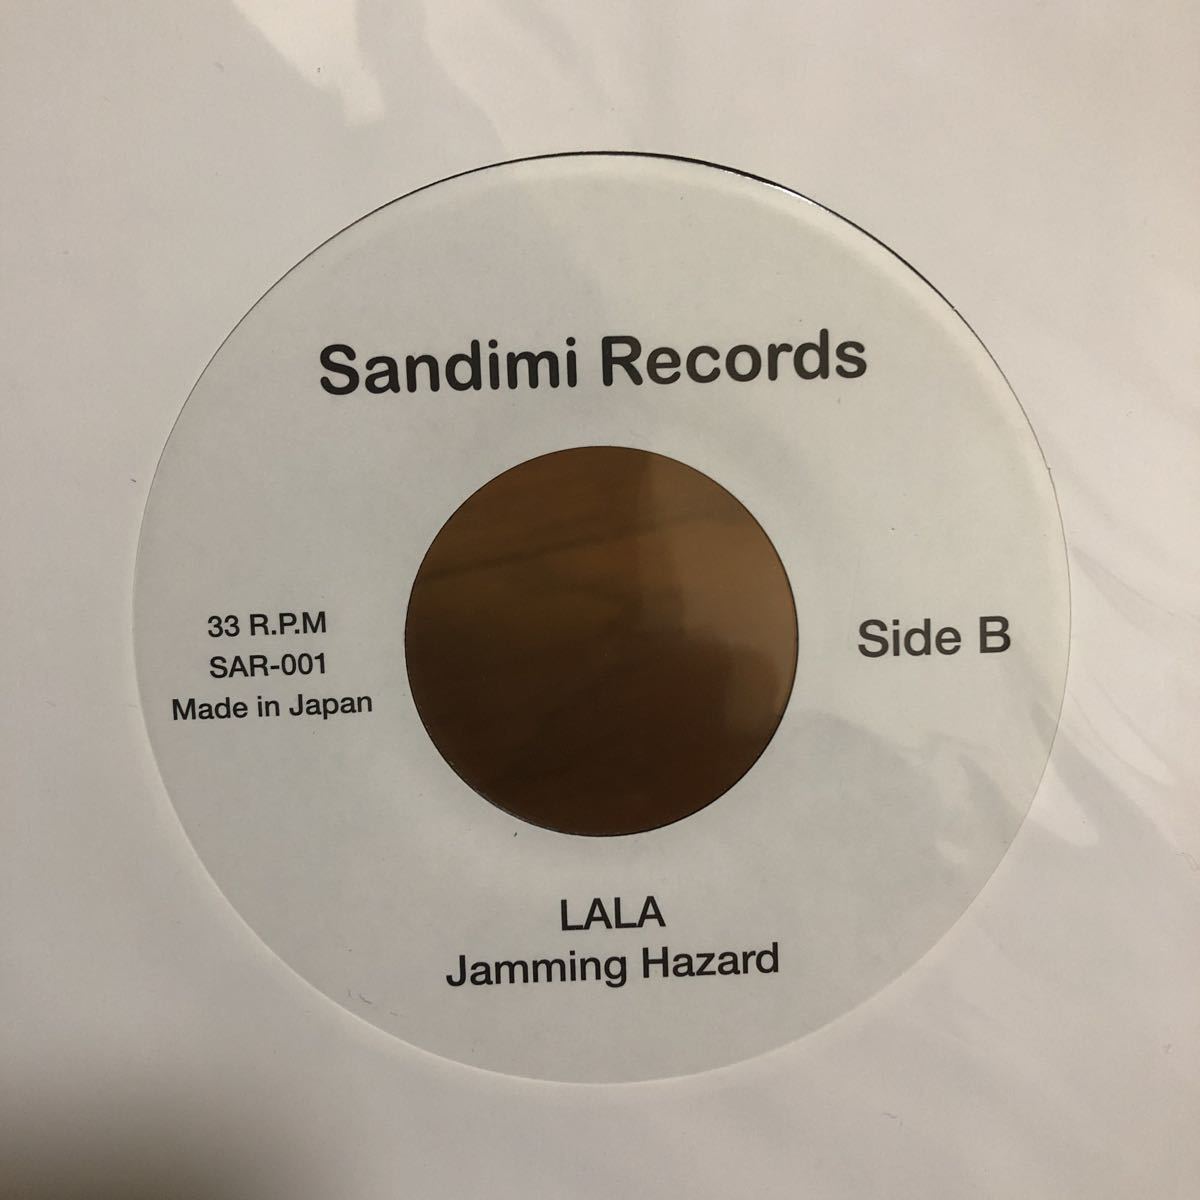 Sandimi Records
33 R.P.M
SAR-001
Made in Japan
Side B
LALA
Jamming Hazard